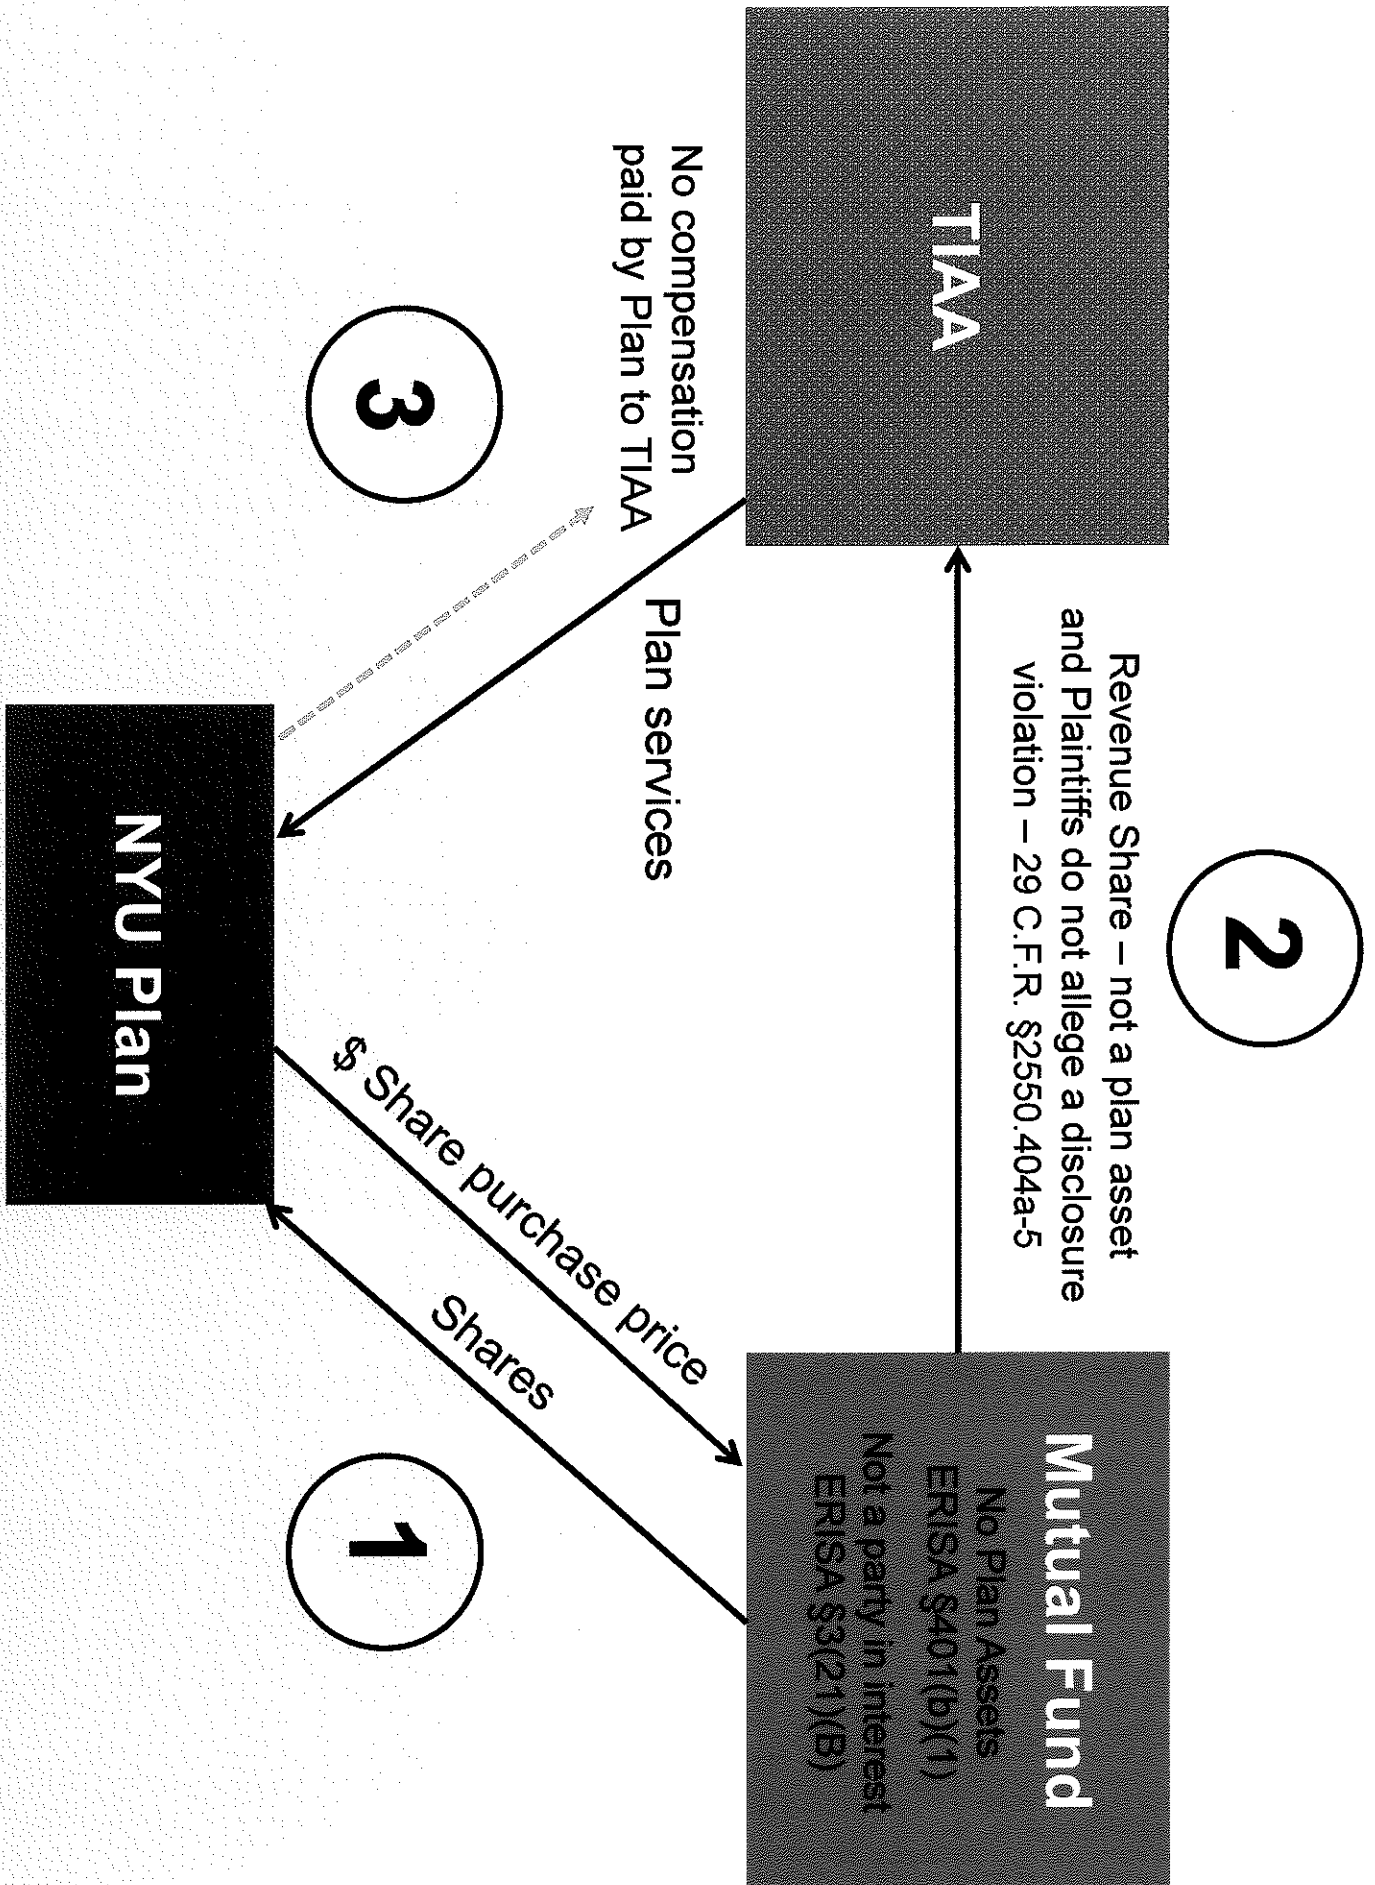 2
Revenue Share – not a plan asset
and Plaintiffs do not allege a disclosure
violation – 29 C.F.R. §2550.404a-5
TIAA
Mutual Fund
No Plan Assets
ERISA §401(b)(1)
Not a party in interest
ERISA §3(21)(B)
No compensation
paid by Plan to TIAA
Plan services
$ Share purchase price
Shares
3
1
NYU Plan